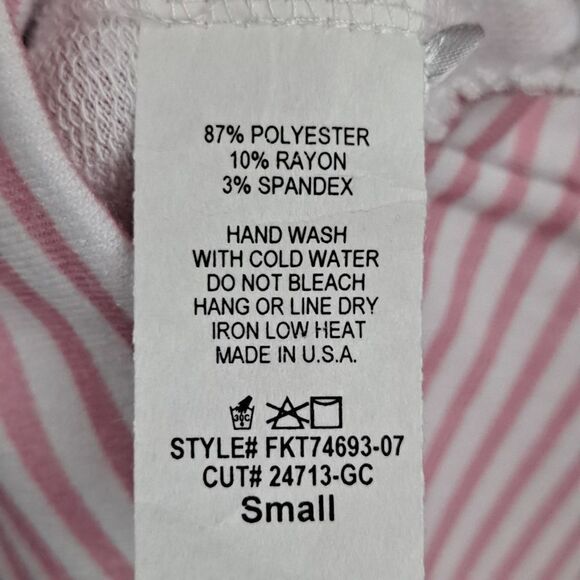 87% POLYESTER
10% RAYON
3% SPANDEX
HAND WASH
WITH COLD WATER
DO NOT BLEACH
HANG OR LINE DRY
IRON LOW HEAT
MADE IN U.S.A.
30C
STYLE# FKT74693-07
CUT# 24713-GC
Small